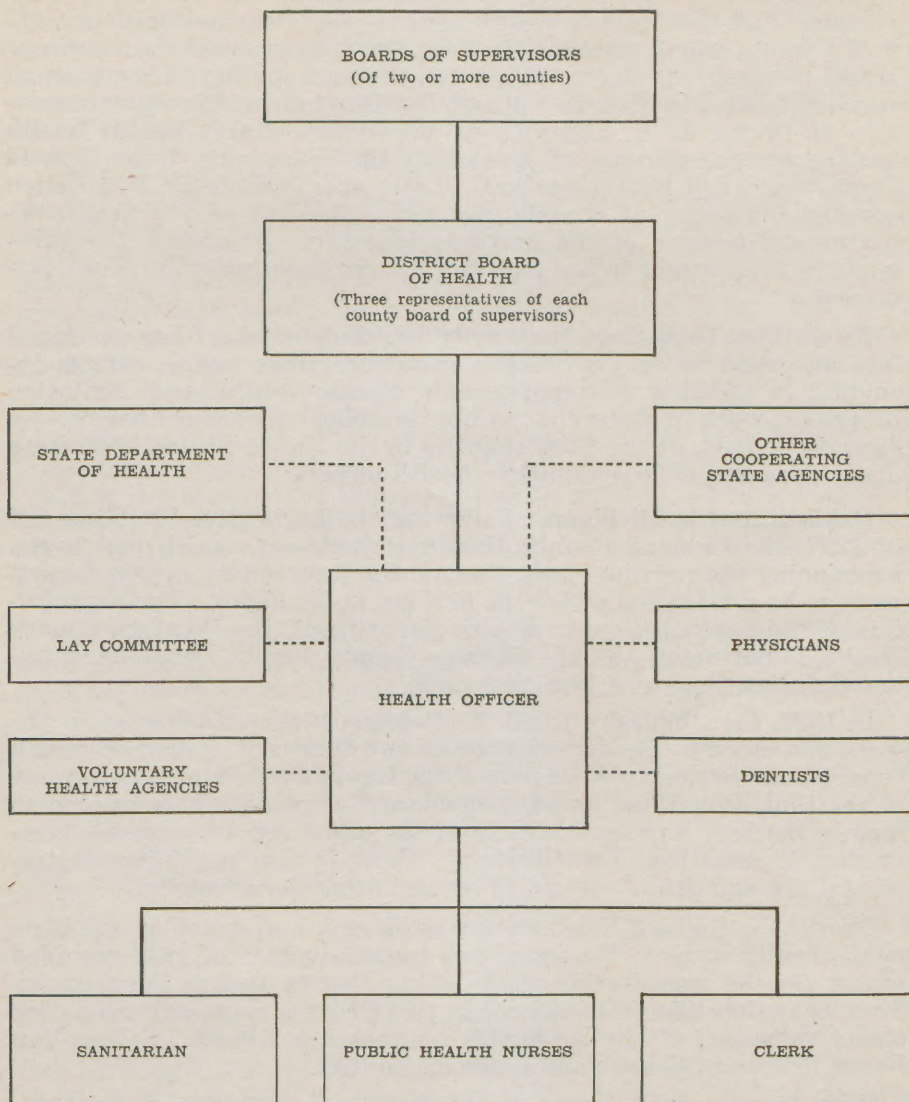 BOARDS OF SUPERVISORS
(Of two or more counties)
DISTRICT BOARD
OF HEALTH
(Three representatives of each
county board of supervisors)
STATE DEPARTMENT
OF HEALTH
OTHER
COOPERATING
STATE AGENCIES
LAY COMMITTEE
PHYSICIANS
HEALTH OFFICER
VOLUNTARY
HEALTH AGENCIES
DENTISTS
SANITARIAN
PUBLIC HEALTH NURSES
CLERK